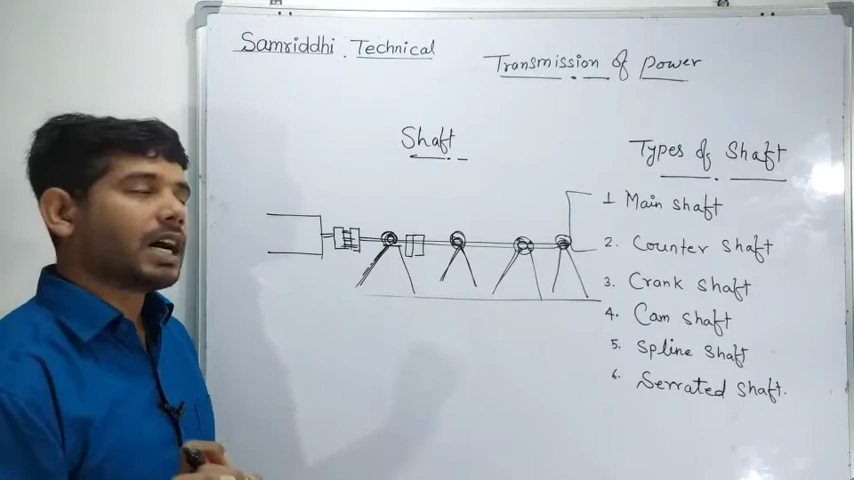 Samriddhi. Technical
Transmission of power
Shaft
Types of Shaft
1 Main shaft
2. Counter shaft
3. Crank shaft
4. Cam shaft
5. Spline shaft
6. Serrated shaft.